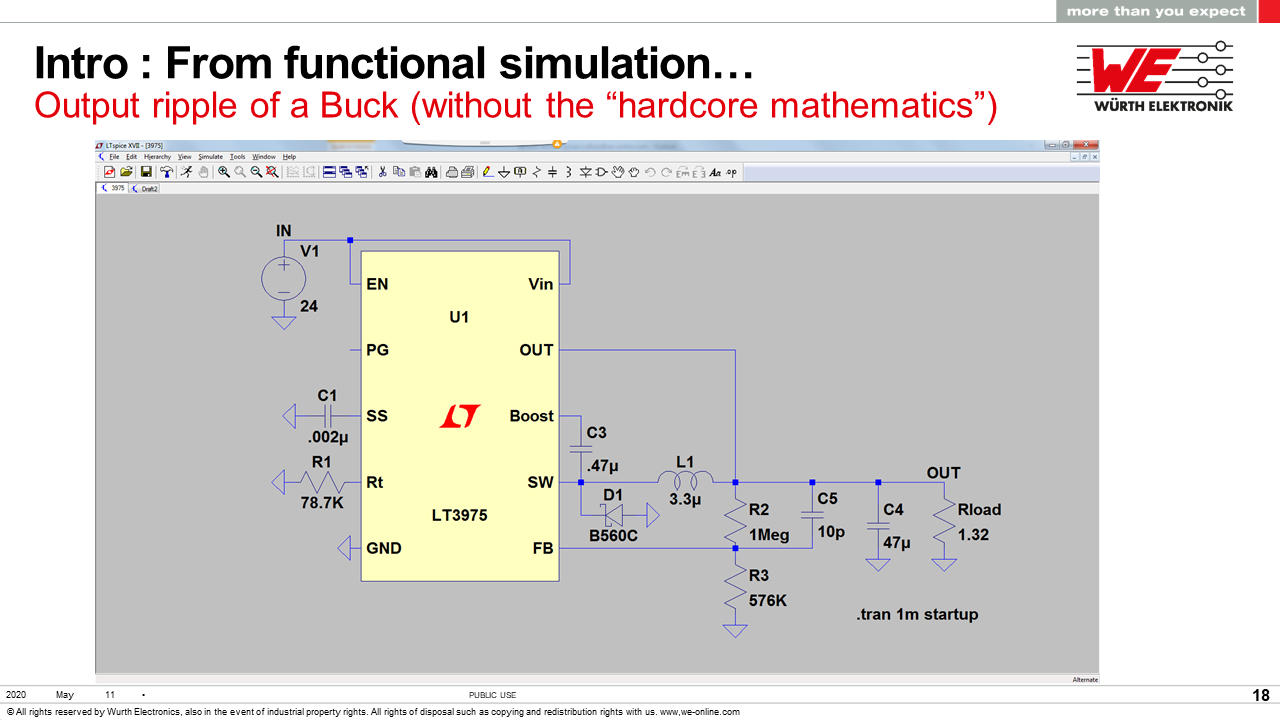 more than you expect
Intro : From functional simulation…
Output ripple of a Buck (without the “hardcore mathematics”)
WE
WÜRTH ELEKTRONIK
LTspice XVII - [3975]
File Edit Hierarchy View Simulate Tools Window Help
Aa .op
3975 Draft2
IN
V1
24
EN
Vin
U1
PG
OUT
C1
.002µ
SS
Boost
C3
.47µ
R1
78.7K
Rt
SW
L1
3.3µ
D1
B560C
LT3975
GND
FB
R2
1Meg
C5
10p
C4
47µ
OUT
Rload
1.32
R3
576K
.tran 1m startup
Alternate
2020 May 11 •
PUBLIC USE
18
© All rights reserved by Wurth Electronics, also in the event of industrial property rights. All rights of disposal such as copying and redistribution rights with us. www,we-online.com